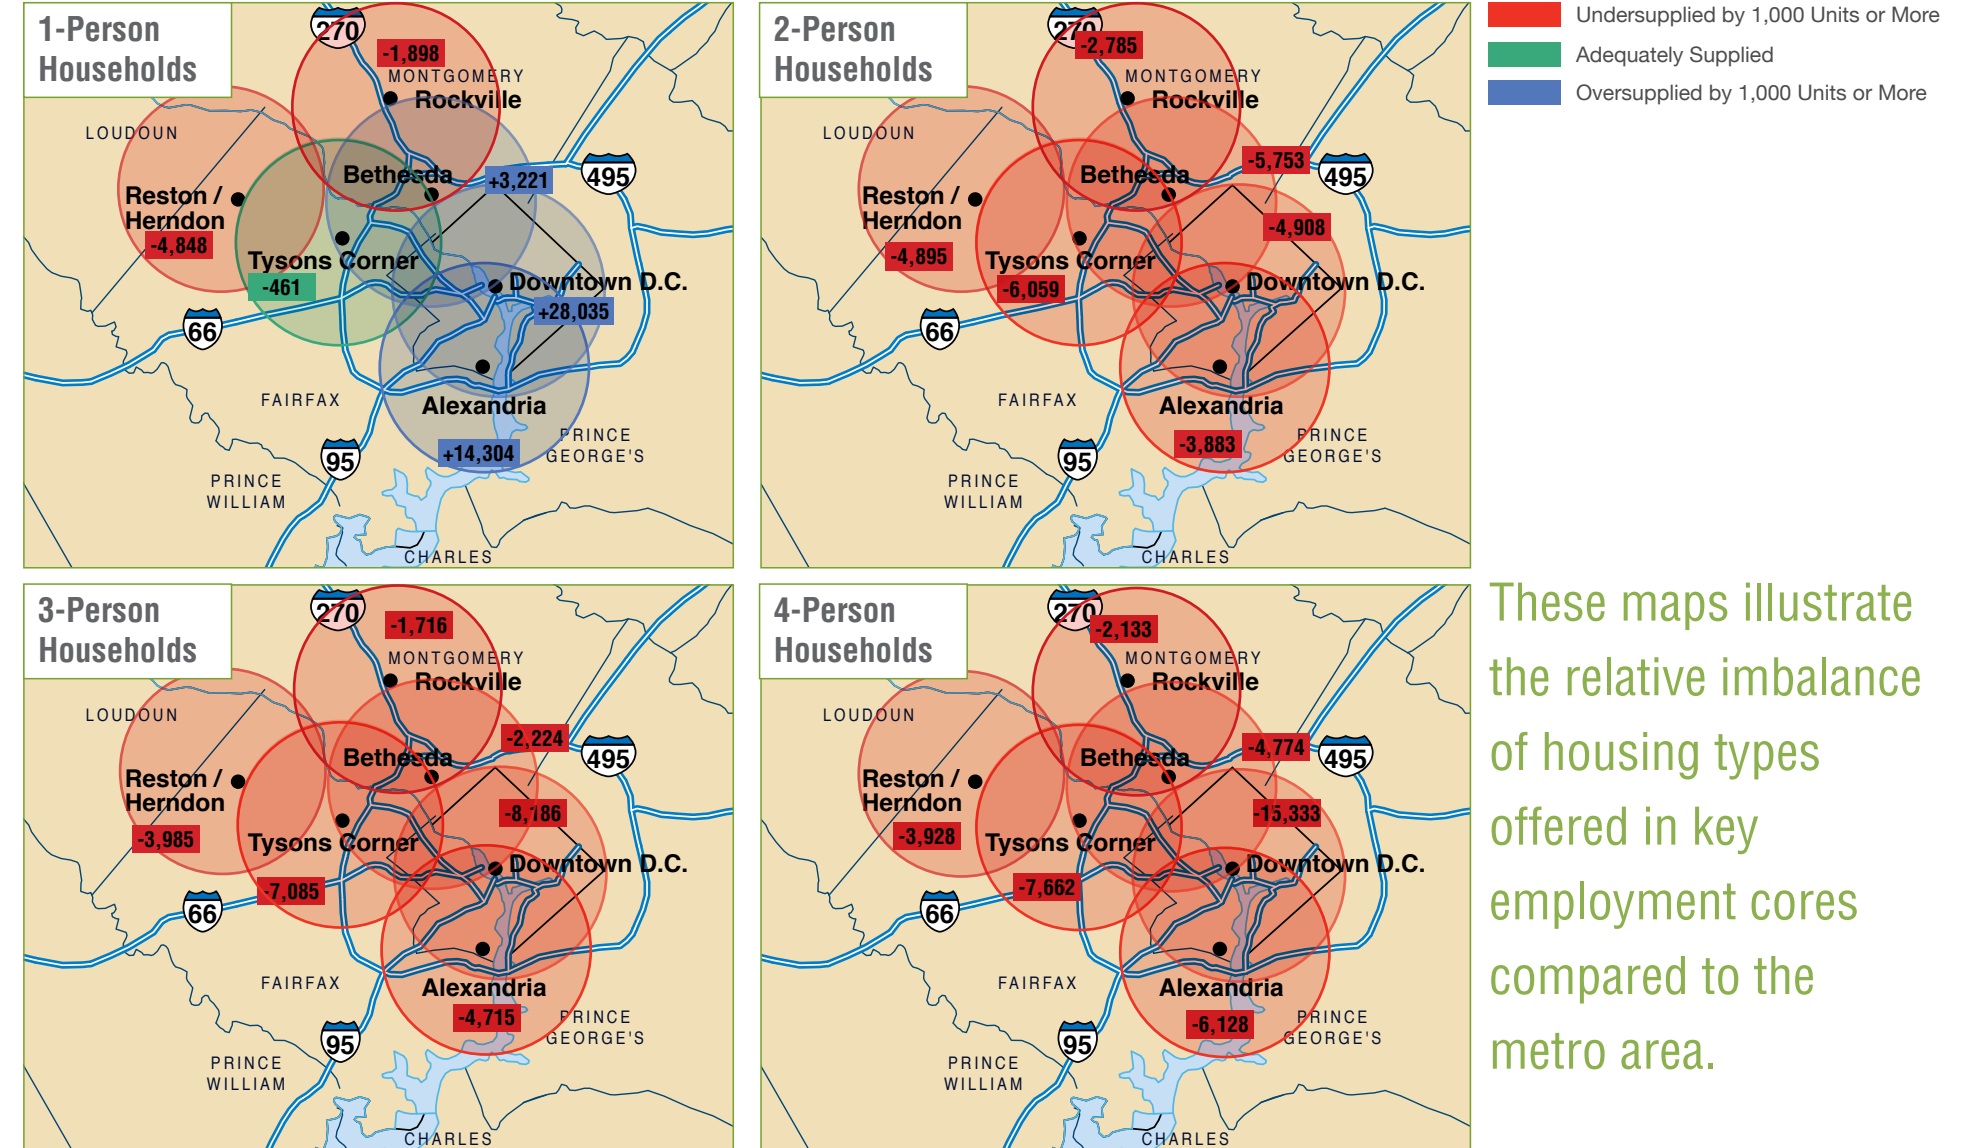 1-Person
Households
270
-1,898
MONTGOMERY
Rockville
LOUDOUN
Bethesda
+3,221
495
Reston /
Herndon
-4,848
Tysons Corner
-461
Downtown D.C.
+28,035
66
FAIRFAX
Alexandria
+14,304
PRINCE
GEORGE'S
95
PRINCE
WILLIAM
CHARLES
2-Person
Households
270
-2,785
MONTGOMERY
Rockville
LOUDOUN
-5,753
Bethesda
495
Reston /
Herndon
-4,895
-4,908
Tysons Corner
-6,059
Downtown D.C.
66
FAIRFAX
Alexandria
-3,883
PRINCE
GEORGE'S
95
PRINCE
WILLIAM
CHARLES
Undersupplied by 1,000 Units or More
Adequately Supplied
Oversupplied by 1,000 Units or More
3-Person
Households
270
-1,716
MONTGOMERY
Rockville
LOUDOUN
-2,224
Bethesda
495
Reston /
Herndon
-3,985
-8,186
Tysons Corner
-7,085
Downtown D.C.
66
FAIRFAX
Alexandria
-4,715
PRINCE
GEORGE'S
95
PRINCE
WILLIAM
CHARLES
4-Person
Households
270
-2,133
MONTGOMERY
Rockville
LOUDOUN
-4,774
Bethesda
495
Reston /
Herndon
-3,928
-15,333
Tysons Corner
-7,662
Downtown D.C.
66
FAIRFAX
Alexandria
-6,128
PRINCE
GEORGE'S
95
PRINCE
WILLIAM
CHARLES
These maps illustrate
the relative imbalance
of housing types
offered in key
employment cores
compared to the
metro area.